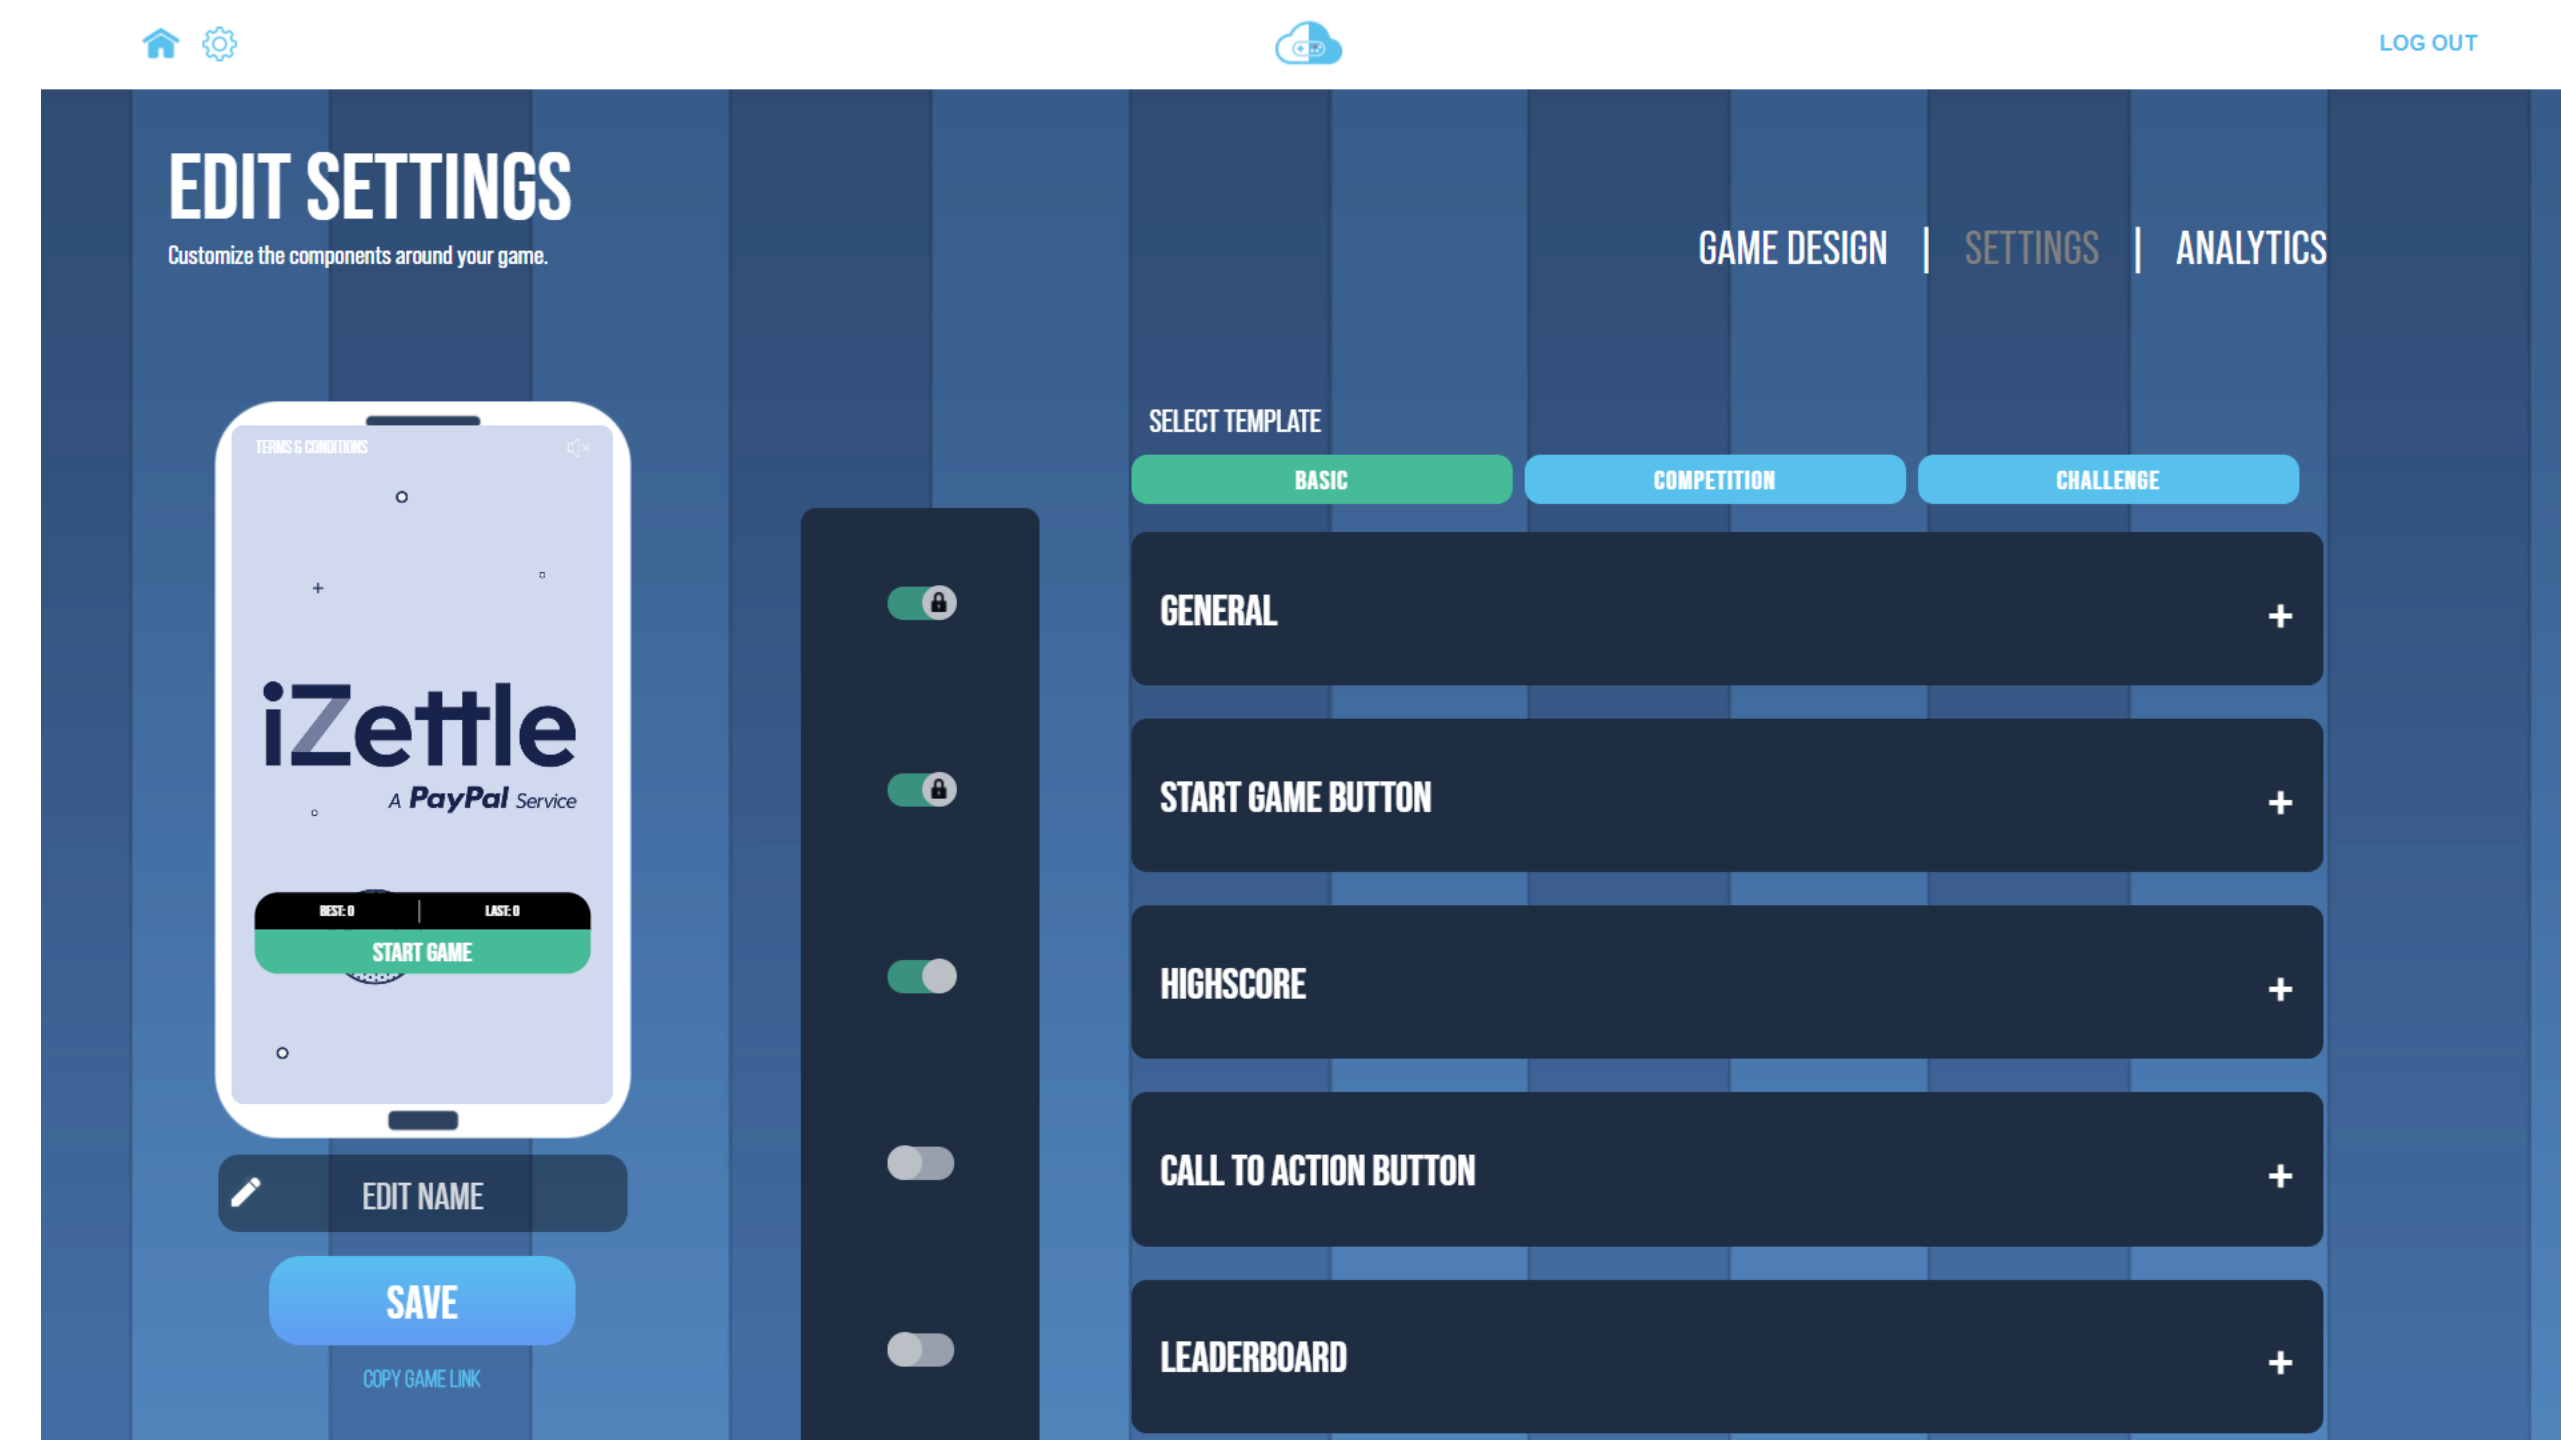 LOG OUT
EDIT SETTINGS
Customize the components around your game.
GAME DESIGN | SETTINGS | ANALYTICS
SELECT TEMPLATE
BASIC
COMPETITION
CHALLENGE
TERMS & CONDITIONS
iZettle
A PayPal Service
BEST: 0
LAST: 0
START GAME
EDIT NAME
SAVE
COPY GAME LINK
GENERAL
START GAME BUTTON
HIGHSCORE
CALL TO ACTION BUTTON
LEADERBOARD